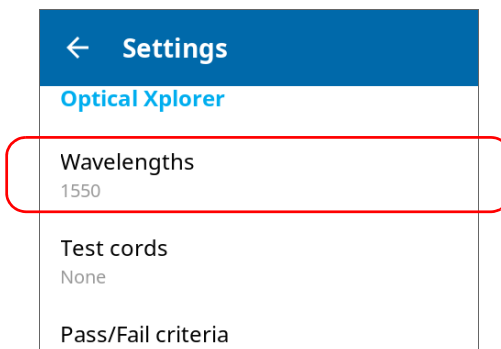 Settings
Optical Xplorer
Wavelengths
1550
Test cords
None
Pass/Fail criteria